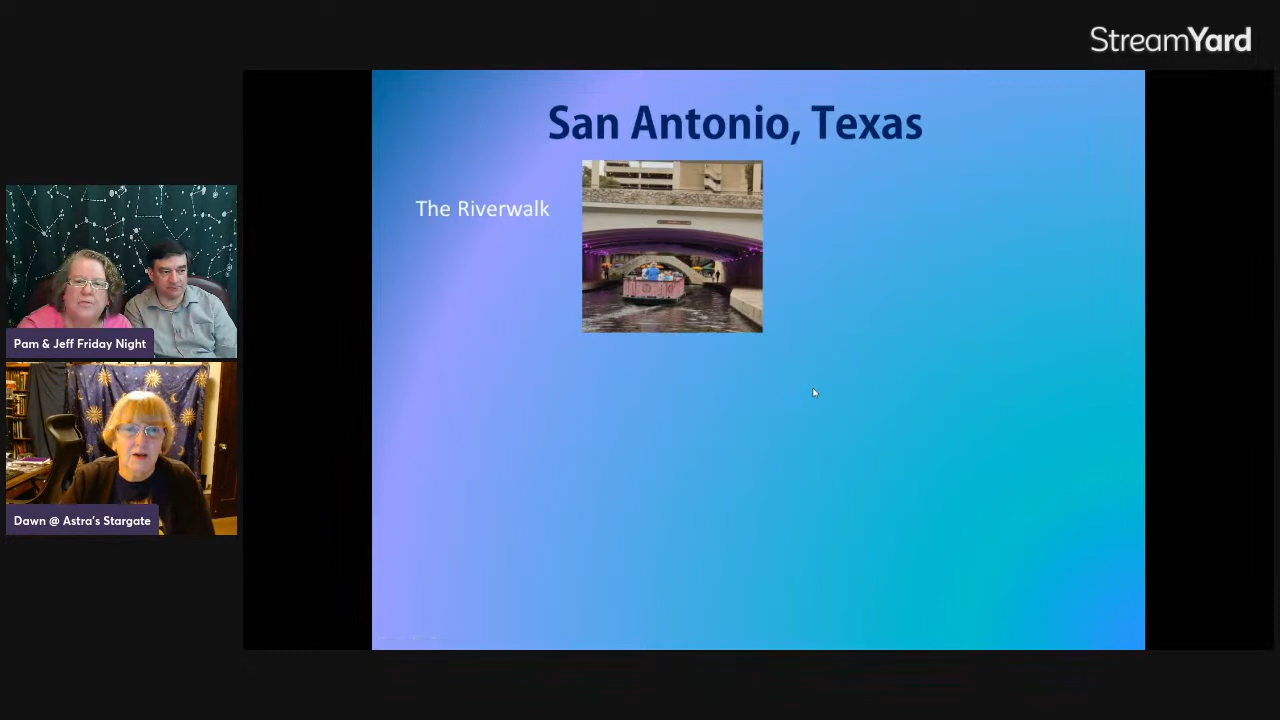 StreamYard
San Antonio, Texas
The Riverwalk
Pam & Jeff Friday Night
Dawn @ Astra's Stargate